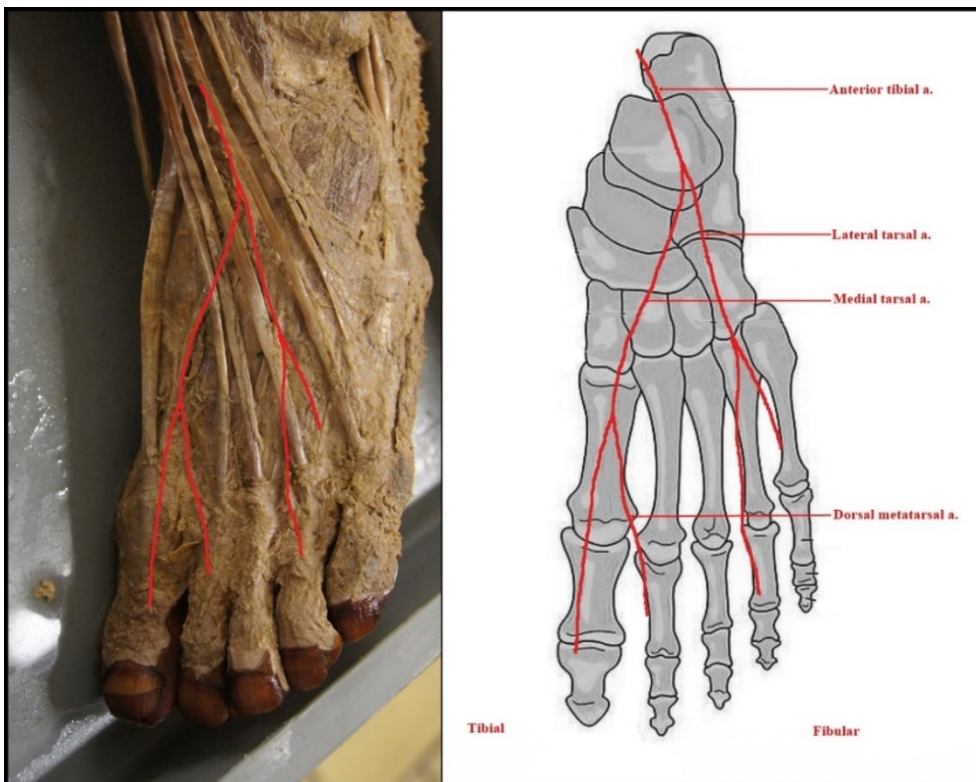 Anterior tibial a.
Lateral tarsal a.
Medial tarsal a.
Dorsal metatarsal a.
Tibial
Fibular